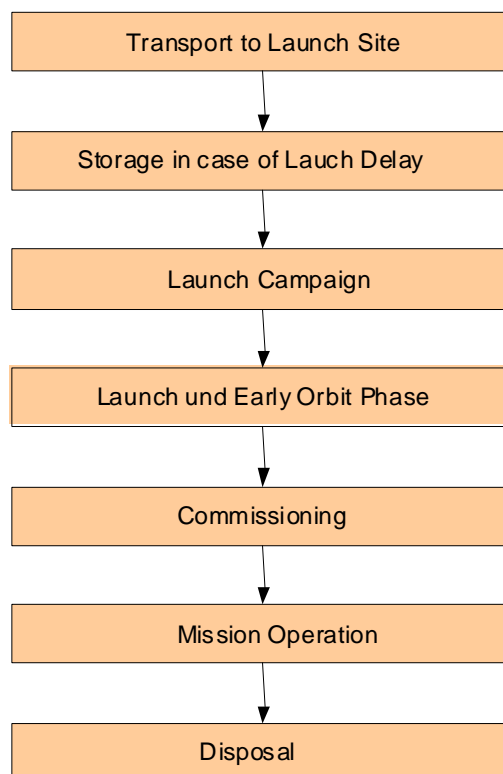 Transport to Launch Site
Storage in case of Lauch Delay
Launch Campaign
Launch und Early Orbit Phase
Commissioning
Mission Operation
Disposal